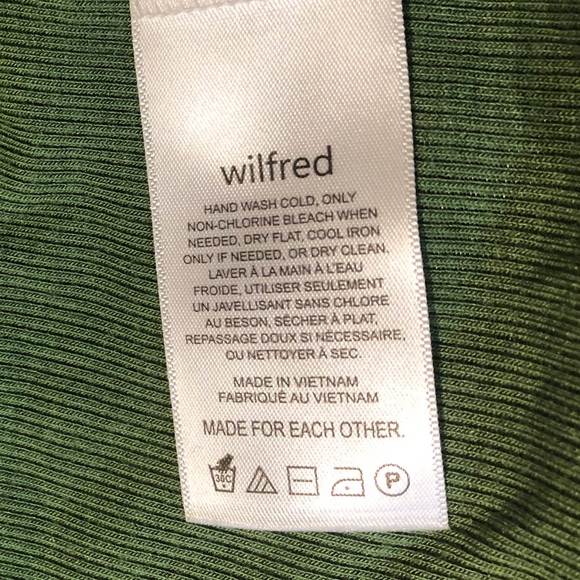 wilfred
HAND WASH COLD, ONLY
NON-CHLORINE BLEACH WHEN
NEEDED, DRY FLAT, COOL IRON
ONLY IF NEEDED, OR DRY CLEAN.
LAVER À LA MAIN À L'EAU
FROIDE, UTILISER SEULEMENT
UN JAVELLISANT SANS CHLORE
AU BESON, SÉCHER À PLAT,
REPASSAGE DOUX SI NÉCESSAIRE,
OU NETTOYER À SEC.
MADE IN VIETNAM
FABRIQUÉ AU VIETNAM
MADE FOR EACH OTHER.
30C P